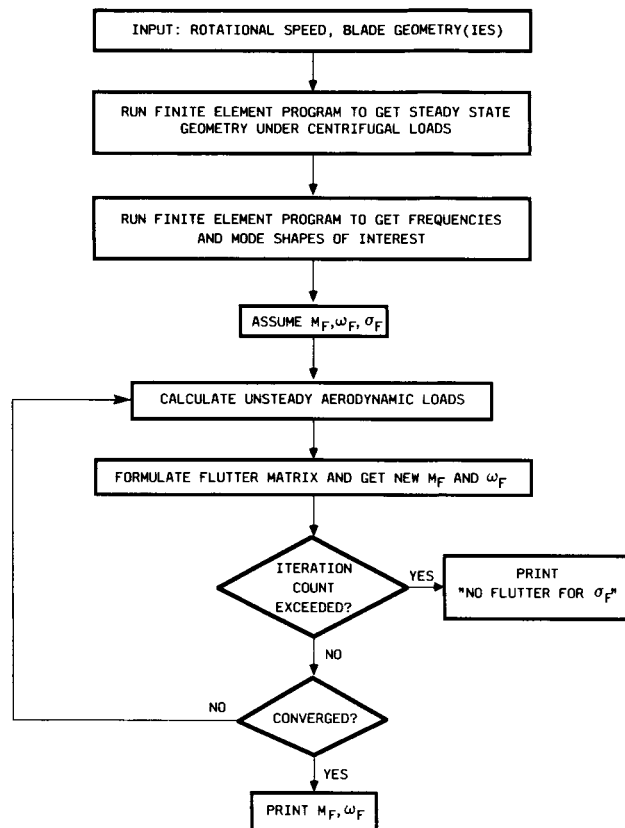 INPUT: ROTATIONAL SPEED, BLADE GEOMETRY(IES)
RUN FINITE ELEMENT PROGRAM TO GET STEADY STATE
GEOMETRY UNDER CENTRIFUGAL LOADS
RUN FINITE ELEMENT PROGRAM TO GET FREQUENCIES
AND MODE SHAPES OF INTEREST
ASSUME M_F, ω_F, σ_F
CALCULATE UNSTEADY AERODYNAMIC LOADS
FORMULATE FLUTTER MATRIX AND GET NEW M_F AND ω_F
ITERATION
COUNT
EXCEEDED?
YES
PRINT
"NO FLUTTER FOR σ_F"
NO
CONVERGED?
NO
YES
PRINT M_F, ω_F